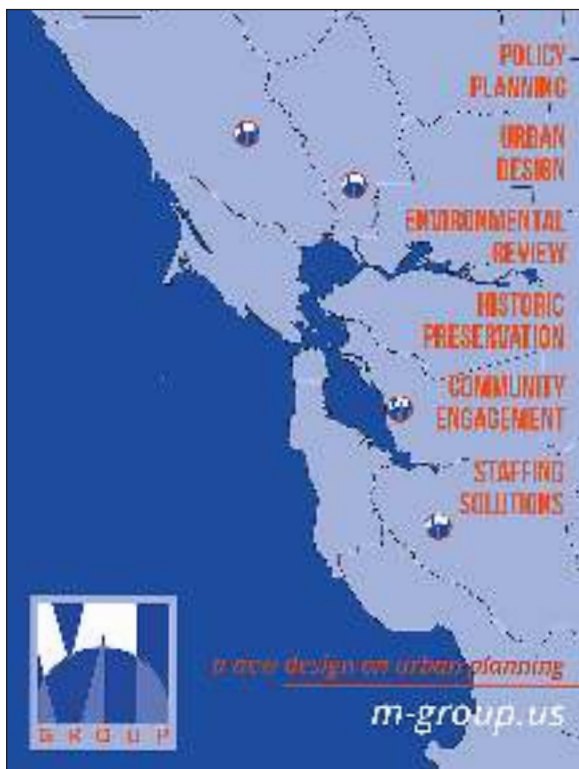 POLICY
PLANNING
URBAN
DESIGN
ENVIRONMENTAL
REVIEW
HISTORIC
PRESERVATION
COMMUNITY
ENGAGEMENT
STAFFING
SOLUTIONS
a new design on urban planning
m-group.us
GROUP